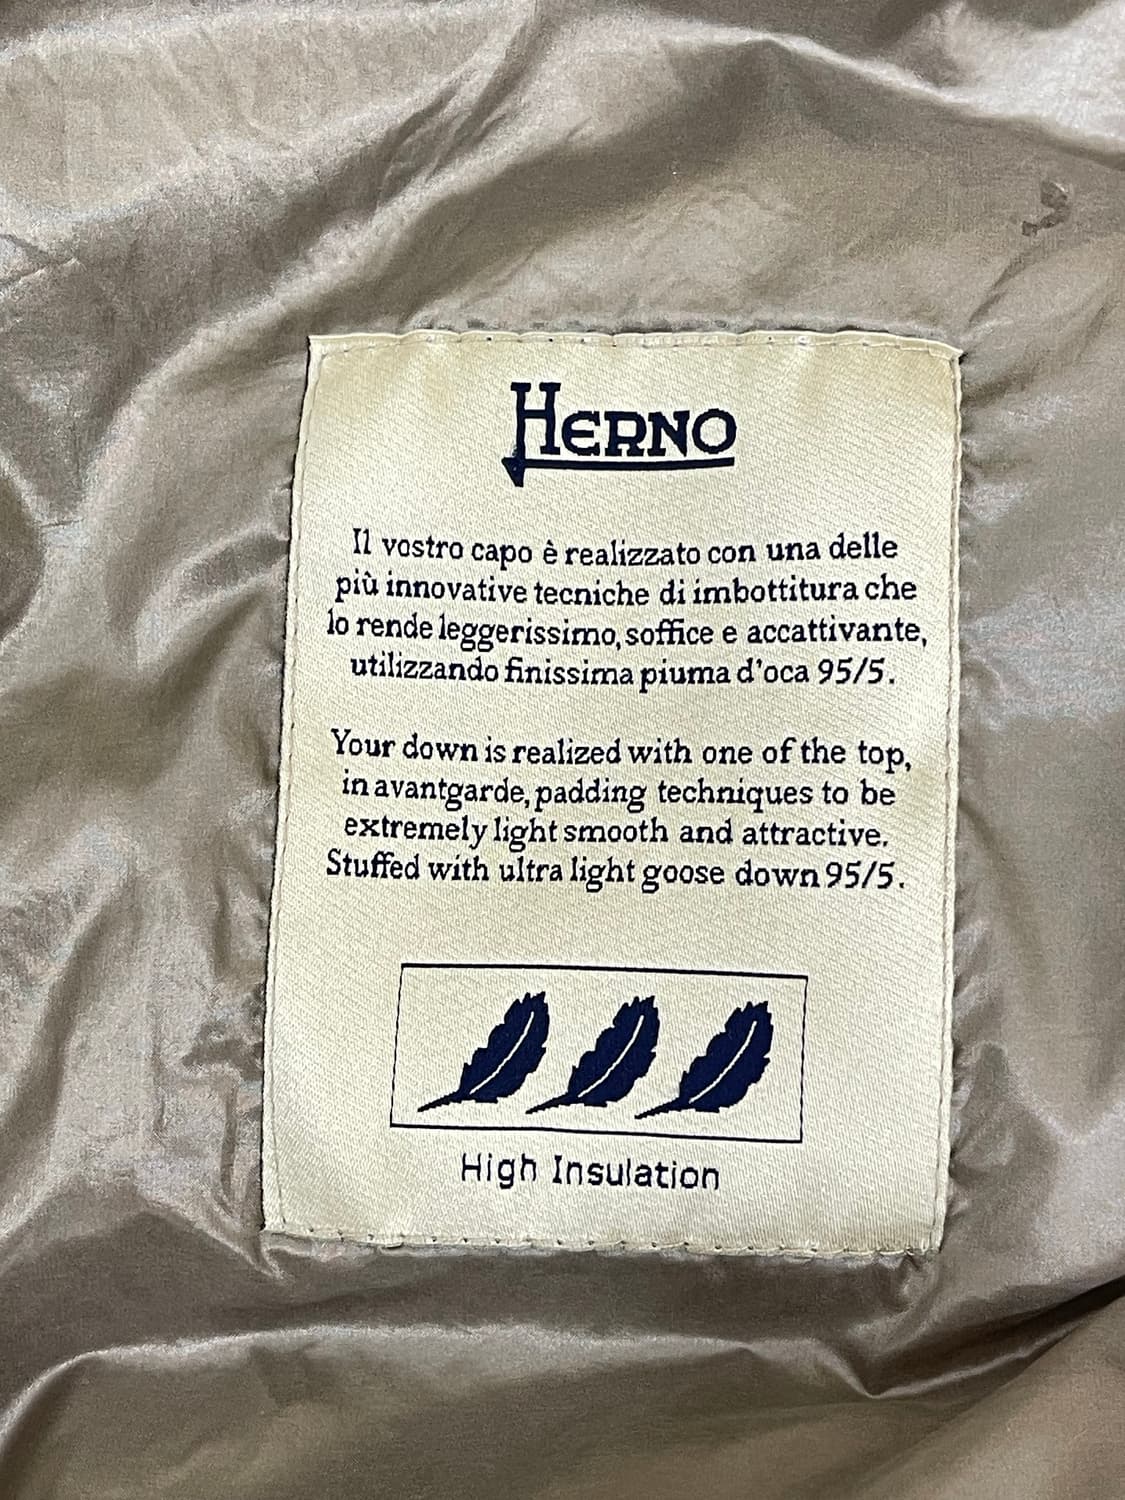 HERNO
Il vostro capo è realizzato con una delle
più innovative tecniche di imbottitura che
lo rende leggerissimo, soffice e accattivante,
utilizzando finissima piuma d'oca 95/5.
Your down is realized with one of the top,
in avantgarde, padding techniques to be
extremely light smooth and attractive.
Stuffed with ultra light goose down 95/5.
High Insulation